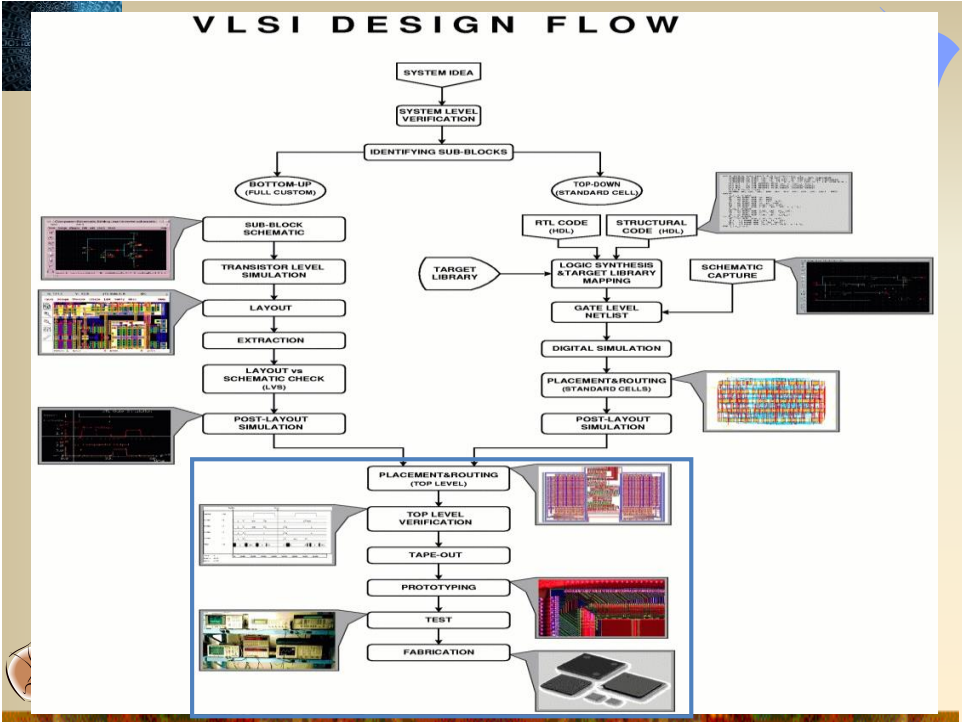 VLSI DESIGN FLOW
SYSTEM IDEA
SYSTEM LEVEL
VERIFICATION
IDENTIFYING SUB-BLOCKS
BOTTOM-UP
(FULL CUSTOM)
TOP-DOWN
(STANDARD CELL)
SUB-BLOCK
SCHEMATIC
TRANSISTOR LEVEL
SIMULATION
LAYOUT
EXTRACTION
LAYOUT vs
SCHEMATIC CHECK
(LVS)
POST-LAYOUT
SIMULATION
RTL CODE
(HDL)
STRUCTURAL
CODE (HDL)
TARGET
LIBRARY
LOGIC SYNTHESIS
&TARGET LIBRARY
MAPPING
SCHEMATIC
CAPTURE
GATE LEVEL
NETLIST
DIGITAL SIMULATION
PLACEMENT&ROUTING
(STANDARD CELLS)
POST-LAYOUT
SIMULATION
PLACEMENT&ROUTING
(TOP LEVEL)
TOP LEVEL
VERIFICATION
TAPE-OUT
PROTOTYPING
TEST
FABRICATION